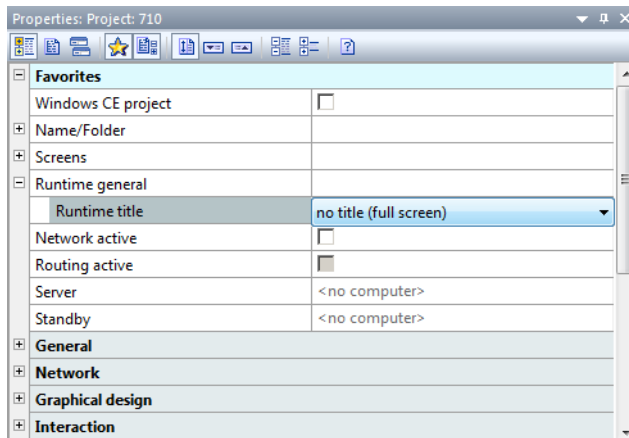 Properties: Project: 710
Favorites
Windows CE project
Name/Folder
Screens
Runtime general
Runtime title no title (full screen)
Network active
Routing active
Server <no computer>
Standby <no computer>
General
Network
Graphical design
Interaction